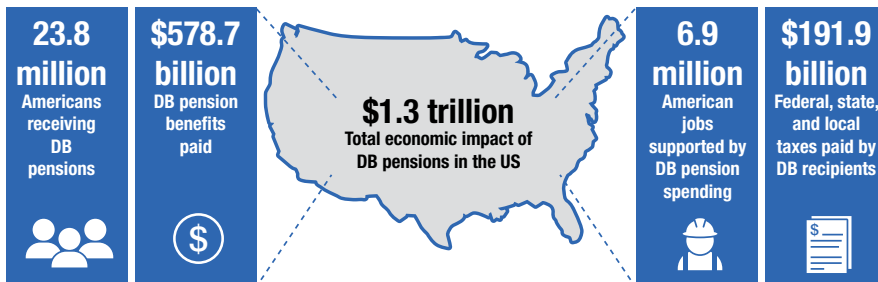 23.8
million
Americans
receiving
DB
pensions
$578.7
billion
DB pension
benefits
paid
$
$1.3 trillion
Total economic impact of
DB pensions in the US
6.9
million
American
jobs
supported by
DB pension
spending
$191.9
billion
Federal, state,
and local
taxes paid by
DB recipients
$